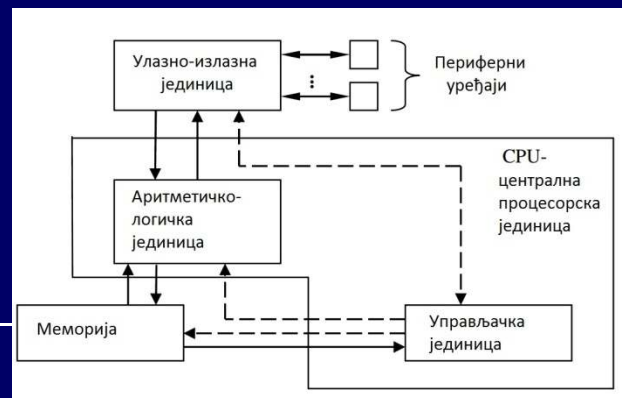 Улазно-излазна
јединица
Периферни
уређаји
CPU-
централна
процесорска
јединица
Аритметичко-
логичка
јединица
Меморија
Управљачка
јединица